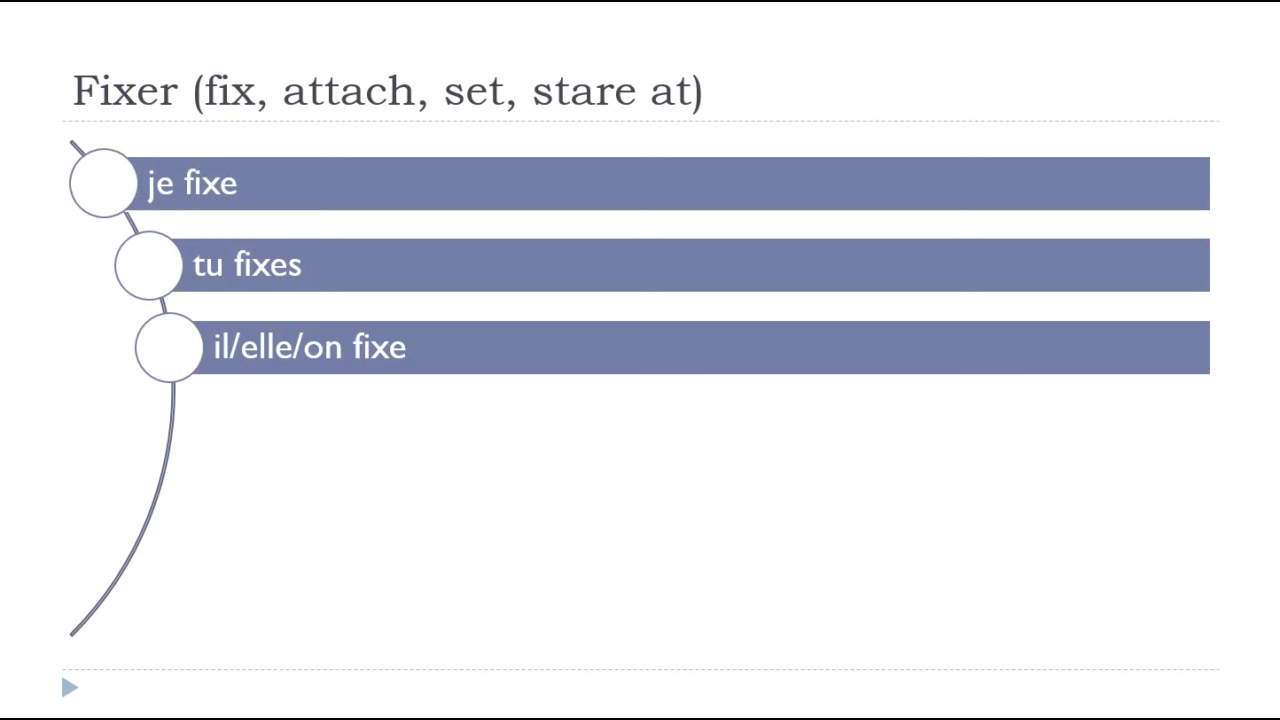 Fixer (fix, attach, set, stare at)
je fixe
tu fixes
il/elle/on fixe